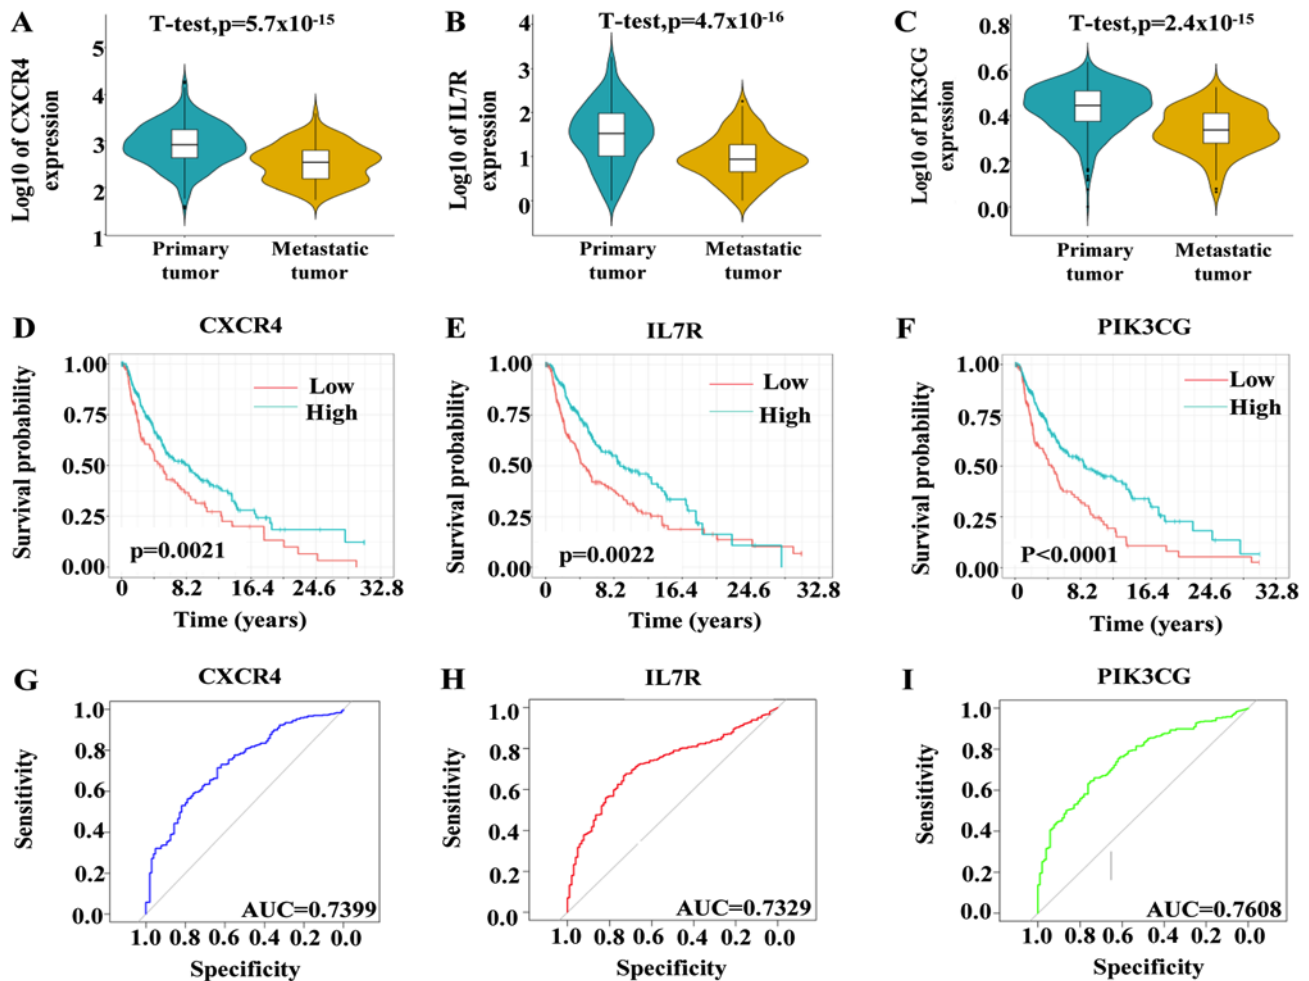 A
T-test,p=5.7x10-15
Log10 of CXCR4
expression
5
4
3
2
1
Primary
tumor
Metastatic
tumor
B
T-test,p=4.7x10-16
Log10 of IL7R
expression
4
3
2
1
0
Primary
tumor
Metastatic
tumor
C
T-test,p=2.4x10-15
Log10 of PIK3CG
expression
0.8
0.6
0.4
0.2
0.0
Primary
tumor
Metastatic
tumor
D
CXCR4
Survival probability
1.00
0.75
0.50
0.25
0.00
Low
High
p=0.0021
0 8.2 16.4 24.6 32.8
Time (years)
E
IL7R
Survival probability
1.00
0.75
0.50
0.25
0.00
Low
High
p=0.0022
0 8.2 16.4 24.6 32.8
Time (years)
F
PIK3CG
Survival probability
1.00
0.75
0.50
0.25
0.00
Low
High
P<0.0001
0 8.2 16.4 24.6 32.8
Time (years)
G
CXCR4
Sensitivity
1.0
0.8
0.6
0.4
0.2
0.0
AUC=0.7399
1.0 0.8 0.6 0.4 0.2 0.0
Specificity
H
IL7R
Sensitivity
1.0
0.8
0.6
0.4
0.2
0.0
AUC=0.7329
1.0 0.8 0.6 0.4 0.2 0.0
Specificity
I
PIK3CG
Sensitivity
1.0
0.8
0.6
0.4
0.2
0.0
AUC=0.7608
1.0 0.8 0.6 0.4 0.2 0.0
Specificity